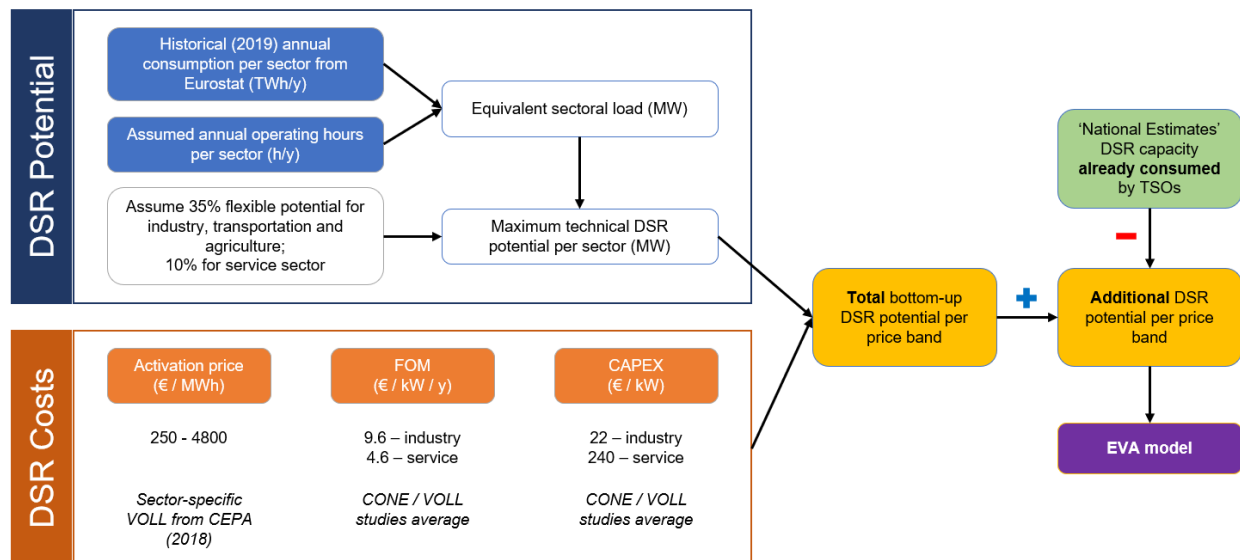 DSR Potential
Historical (2019) annual
consumption per sector from
Eurostat (TWh/y)
Assumed annual operating hours
per sector (h/y)
Assume 35% flexible potential for
industry, transportation and
agriculture;
10% for service sector
Equivalent sectoral load (MW)
Maximum technical DSR
potential per sector (MW)
DSR Costs
Activation price
(€ / MWh)
250 - 4800
Sector-specific
VOLL from CEPA
(2018)
FOM
(€ / kW / y)
9.6 – industry
4.6 – service
CONE / VOLL
studies average
CAPEX
(€ / kW)
22 – industry
240 – service
CONE / VOLL
studies average
Total bottom-up
DSR potential per
price band
‘National Estimates’
DSR capacity
already consumed
by TSOs
Additional DSR
potential per price
band
EVA model